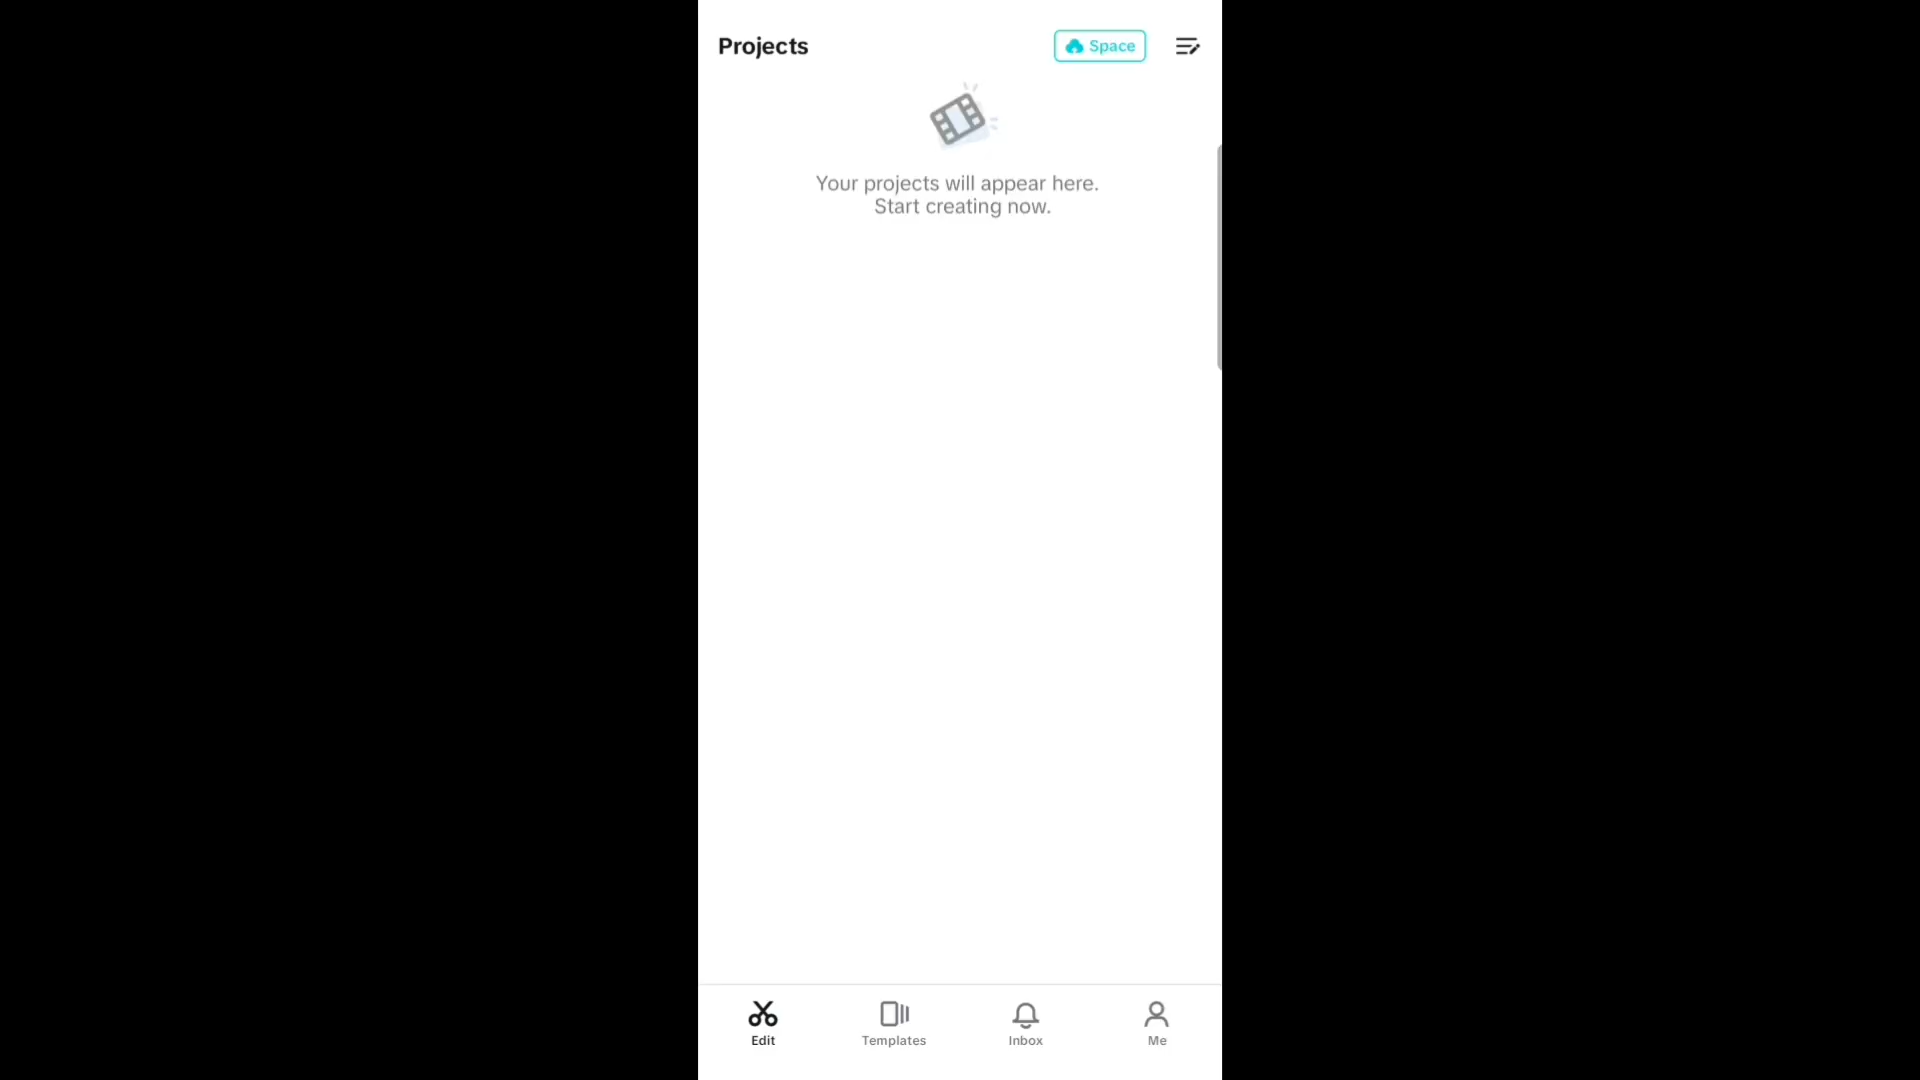 Projects
Space
Your projects will appear here.
Start creating now.
Edit
Templates
Inbox
Me